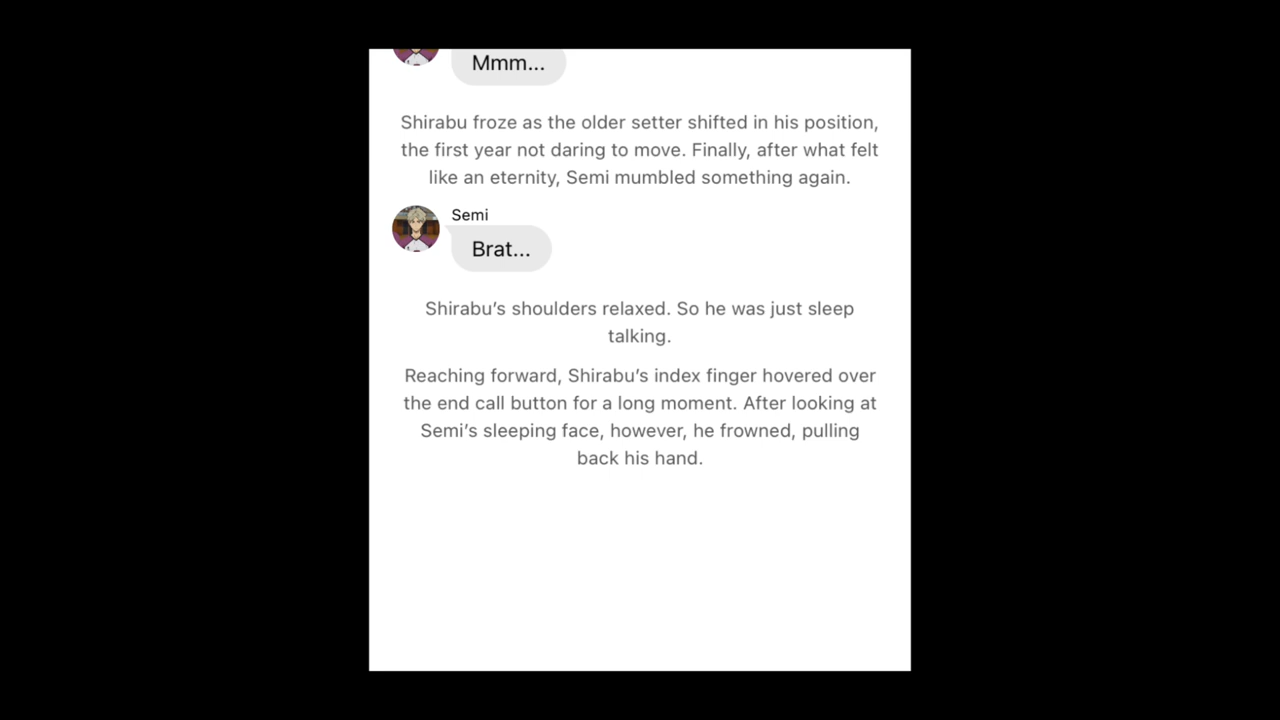 Mmm...
Shirabu froze as the older setter shifted in his position,
the first year not daring to move. Finally, after what felt
like an eternity, Semi mumbled something again.
Semi
Brat...
Shirabu’s shoulders relaxed. So he was just sleep
talking.
Reaching forward, Shirabu’s index finger hovered over
the end call button for a long moment. After looking at
Semi’s sleeping face, however, he frowned, pulling
back his hand.